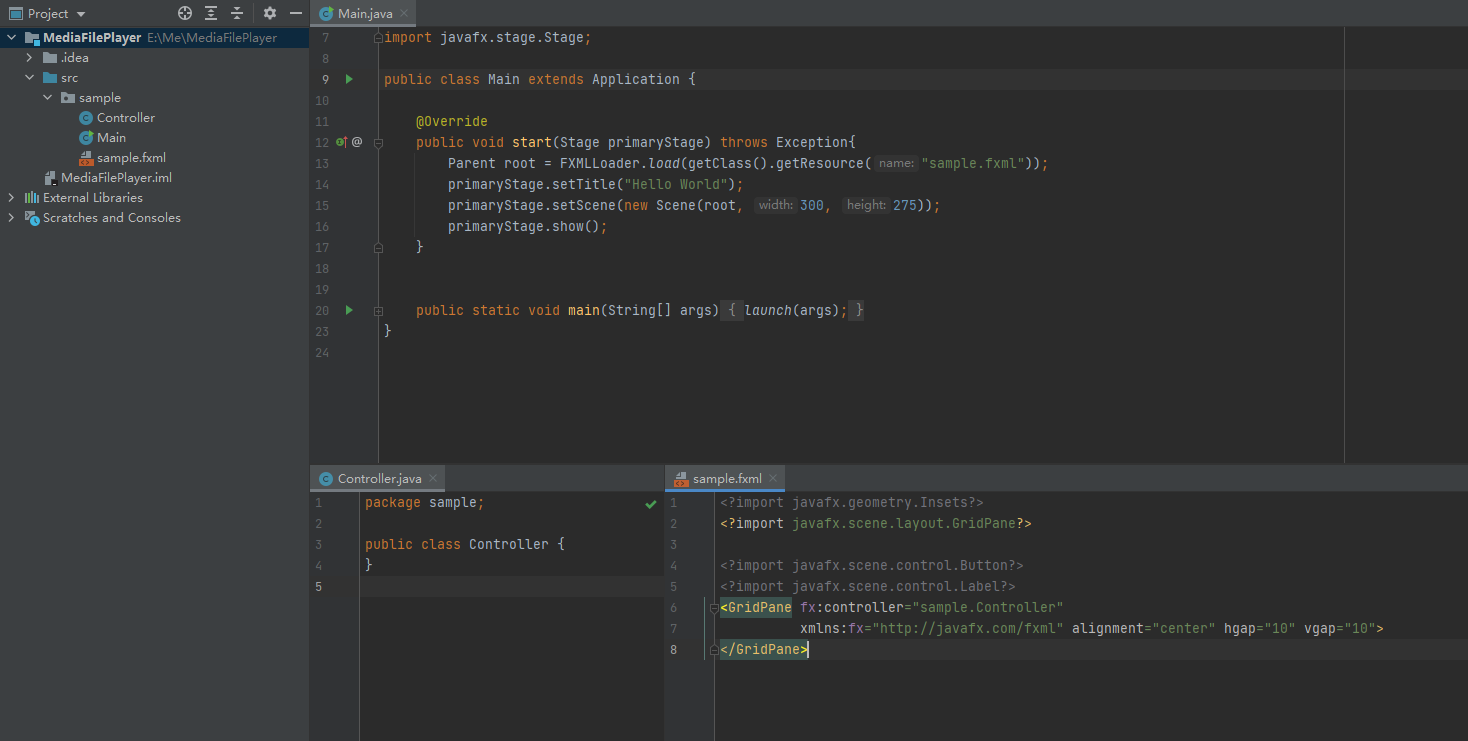 Project
MediaFilePlayer E:\Me\MediaFilePlayer
.idea
src
sample
Controller
Main
sample.fxml
MediaFilePlayer.iml
External Libraries
Scratches and Consoles
Main.java
7 import javafx.stage.Stage;
8
9 public class Main extends Application {
10
11 @Override
12 @ public void start(Stage primaryStage) throws Exception{
13 Parent root = FXMLLoader.load(getClass().getResource( name: "sample.fxml"));
14 primaryStage.setTitle("Hello World");
15 primaryStage.setScene(new Scene(root, width: 300, height: 275));
16 primaryStage.show();
17 }
18
19
20 public static void main(String[] args) { launch(args); }
23 }
24
Controller.java
1 package sample;
2
3 public class Controller {
4 }
5
sample.fxml
1 <?import javafx.geometry.Insets?>
2 <?import javafx.scene.layout.GridPane?>
3
4 <?import javafx.scene.control.Button?>
5 <?import javafx.scene.control.Label?>
6 <GridPane fx:controller="sample.Controller"
7 xmlns:fx="http://javafx.com/fxml" alignment="center" hgap="10" vgap="10">
8 </GridPane>